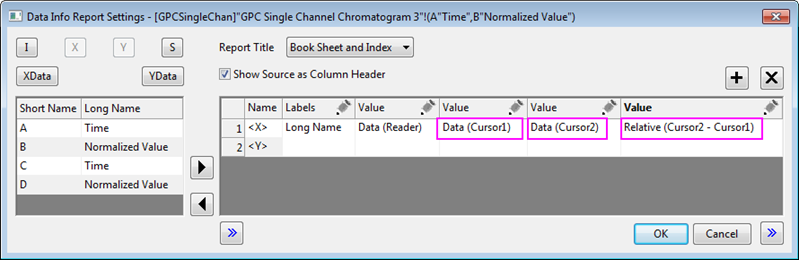 Data Info Report Settings - [GPCSingleChan]"GPC Single Channel Chromatogram 3"!(A"Time",B"Normalized Value")
I X Y S
Report Title Book Sheet and Index
XData YData
Show Source as Column Header
Short Name Long Name
A Time
B Normalized Value
C Time
D Normalized Value
Name Labels Value Value Value Value
1 <X> Long Name Data (Reader) Data (Cursor1) Data (Cursor2) Relative (Cursor2 - Cursor1)
2 <Y>
OK Cancel